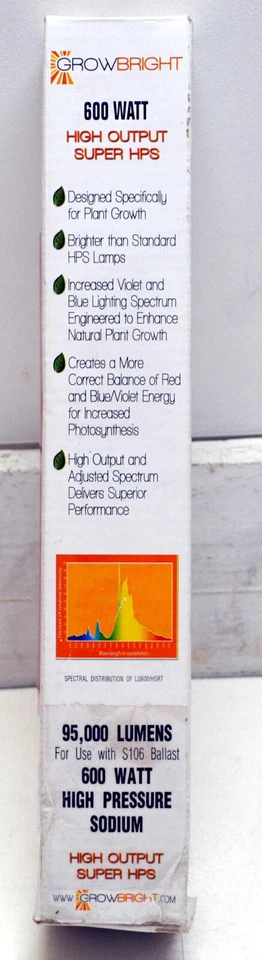 GROWBRIGHT
600 WATT
HIGH OUTPUT
SUPER HPS
Designed Specifically
for Plant Growth
Brighter than Standard
HPS Lamps
Increased Violet and
Blue Lighting Spectrum
Engineered to Enhance
Natural Plant Growth
Creates a More
Correct Balance of Red
and Blue/Violet Energy
for Increased
Photosynthesis
High Output and
Adjusted Spectrum
Delivers Superior
Performance
Wavelength in nanometers
SPECTRAL DISTRIBUTION OF LU600/HORT
95,000 LUMENS
For Use with S106 Ballast
600 WATT
HIGH PRESSURE
SODIUM
HIGH OUTPUT
SUPER HPS
WWW.GROWBRIGHT.COM